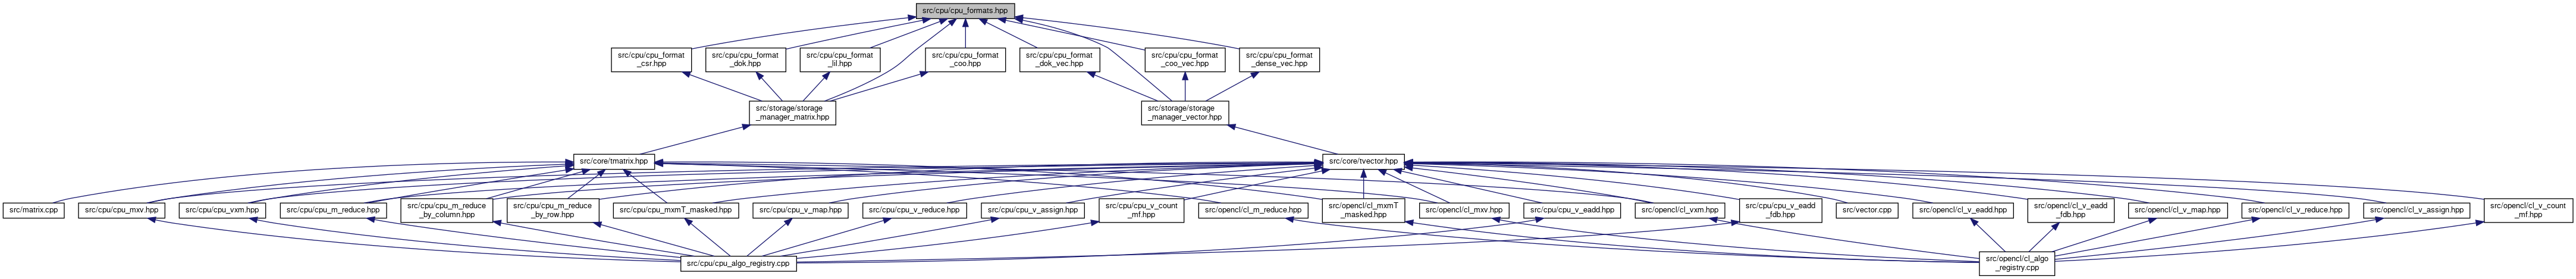 src/cpu/cpu_formats.hpp
src/cpu/cpu_format
_csr.hpp
src/cpu/cpu_format
_dok.hpp
src/cpu/cpu_format
_lil.hpp
src/cpu/cpu_format
_coo.hpp
src/cpu/cpu_format
_dok_vec.hpp
src/cpu/cpu_format
_coo_vec.hpp
src/cpu/cpu_format
_dense_vec.hpp
src/storage/storage
_manager_matrix.hpp
src/storage/storage
_manager_vector.hpp
src/core/tmatrix.hpp
src/core/tvector.hpp
src/matrix.cpp
src/cpu/cpu_mxv.hpp
src/cpu/cpu_vxm.hpp
src/cpu/cpu_m_reduce.hpp
src/cpu/cpu_m_reduce
_by_column.hpp
src/cpu/cpu_m_reduce
_by_row.hpp
src/cpu/cpu_mxmT_masked.hpp
src/cpu/cpu_v_map.hpp
src/cpu/cpu_v_reduce.hpp
src/cpu/cpu_v_assign.hpp
src/cpu/cpu_v_count
_mf.hpp
src/opencl/cl_m_reduce.hpp
src/opencl/cl_mxmT
_masked.hpp
src/opencl/cl_mxv.hpp
src/cpu/cpu_v_eadd.hpp
src/opencl/cl_vxm.hpp
src/cpu/cpu_v_eadd
_fdb.hpp
src/vector.cpp
src/opencl/cl_v_eadd.hpp
src/opencl/cl_v_eadd
_fdb.hpp
src/opencl/cl_v_map.hpp
src/opencl/cl_v_reduce.hpp
src/opencl/cl_v_assign.hpp
src/opencl/cl_v_count
_mf.hpp
src/cpu/cpu_algo_registry.cpp
src/opencl/cl_algo
_registry.cpp